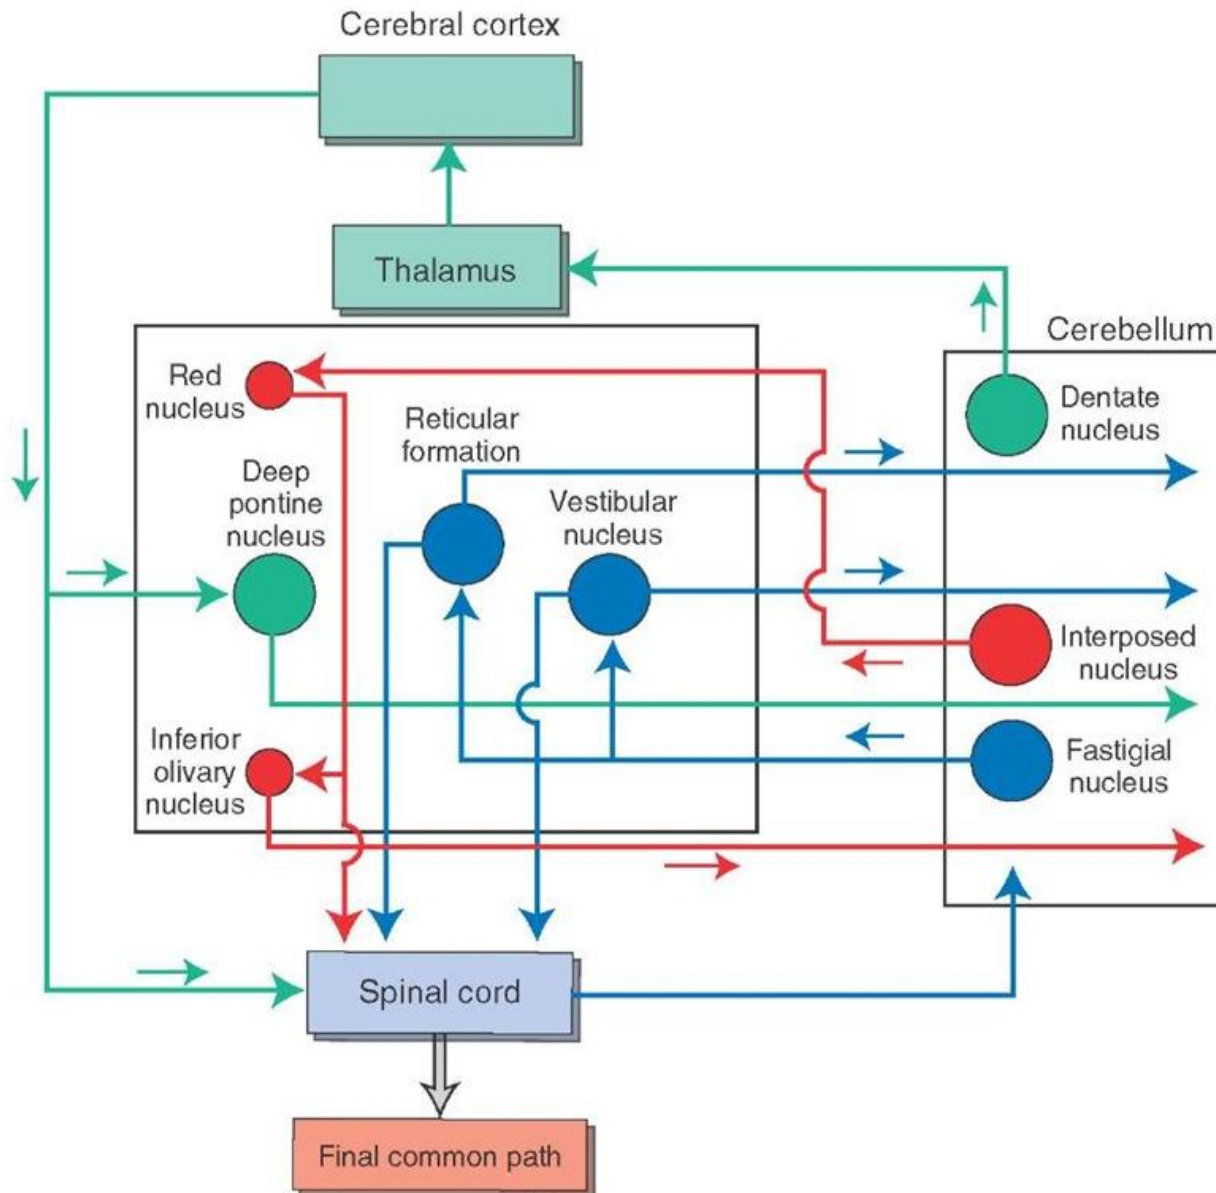 Cerebral cortex
Thalamus
Cerebellum
Red
nucleus
Reticular
formation
Dentate
nucleus
Deep
pontine
nucleus
Vestibular
nucleus
Interposed
nucleus
Inferior
olivary
nucleus
Fastigial
nucleus
Spinal cord
Final common path